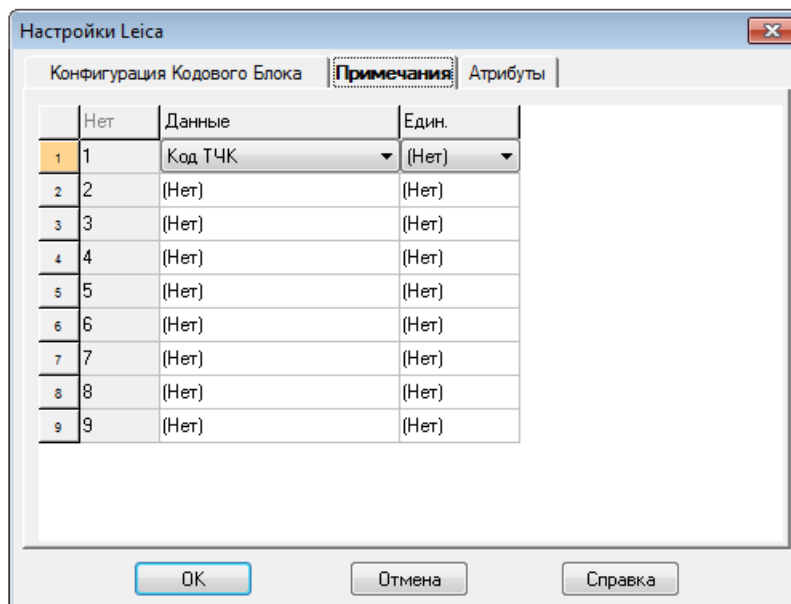 Настройки Leica
Конфигурация Кодового Блока Примечания Атрибуты
Нет Данные Един.
1 1 Код ТЧК (Нет)
2 2 (Нет) (Нет)
3 3 (Нет) (Нет)
4 4 (Нет) (Нет)
5 5 (Нет) (Нет)
6 6 (Нет) (Нет)
7 7 (Нет) (Нет)
8 8 (Нет) (Нет)
9 9 (Нет) (Нет)
OK Отмена Справка